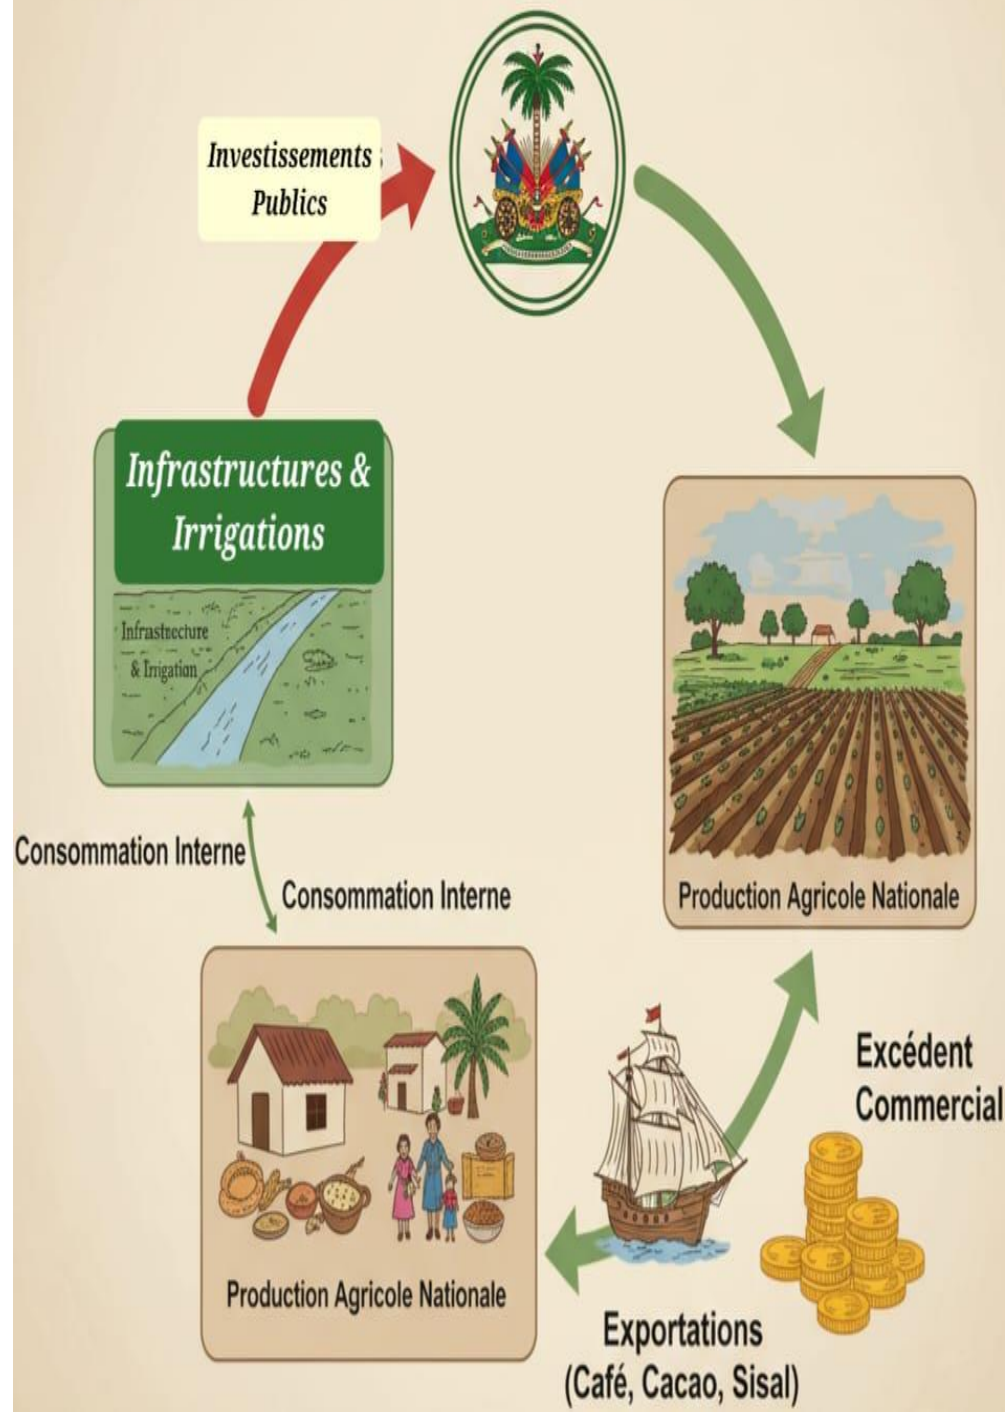 Investissements
Publics
Infrastructures &
Irrigations
Infrastnecture
& Irrigation
Consommation Interne
Consommation Interne
Production Agricole Nationale
Excédent
Commercial
Production Agricole Nationale
Exportations
(Café, Cacao, Sisal)